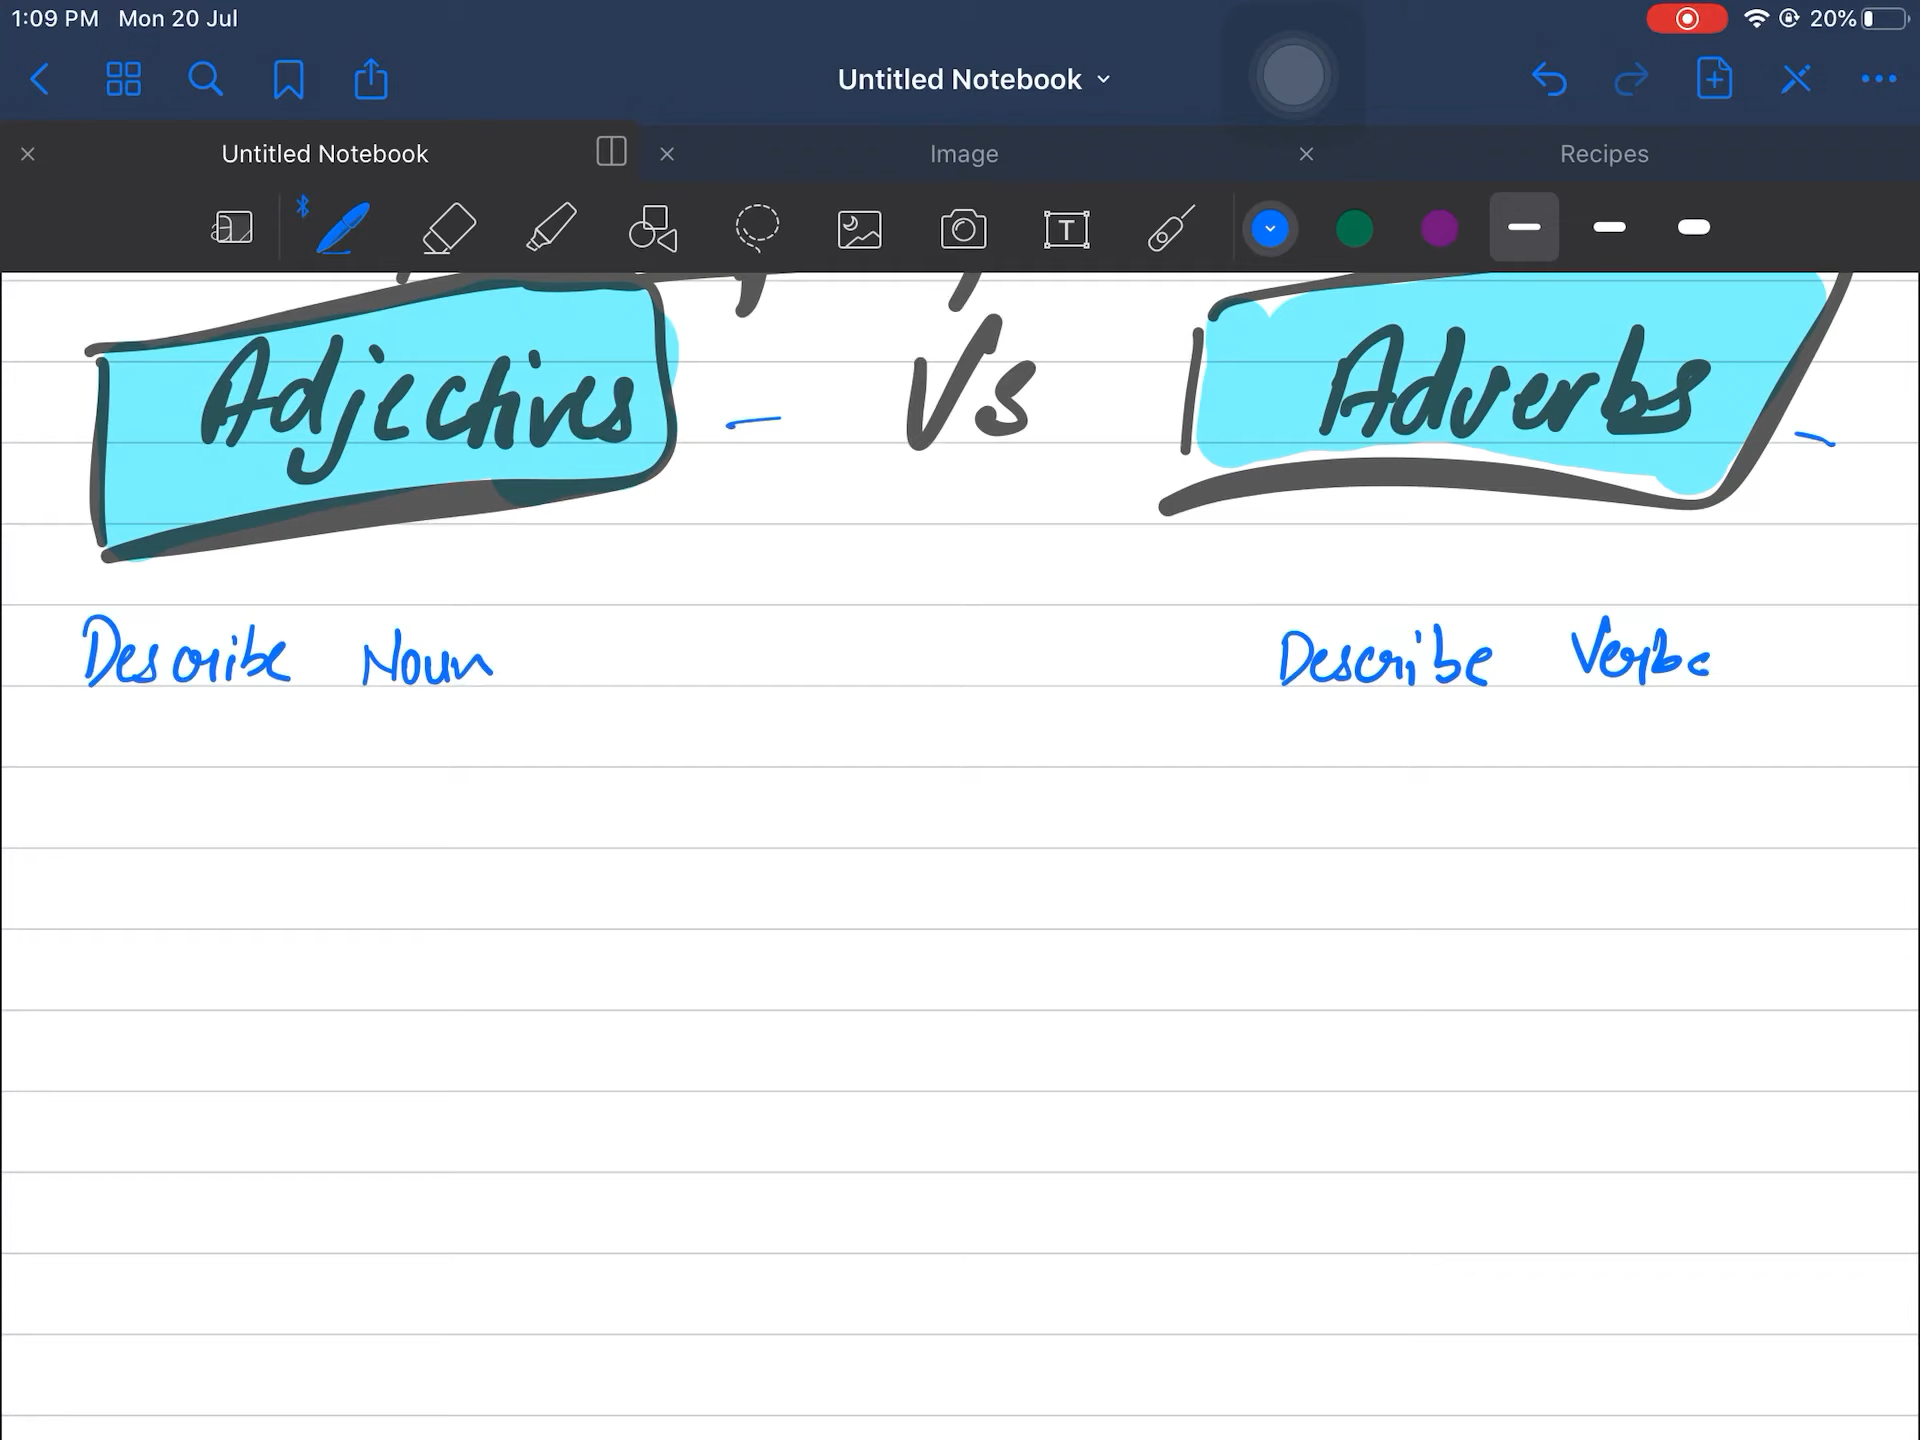 1:09 PM Mon 20 Jul 20%
Untitled Notebook
Untitled Notebook Image Recipes
T
Adjectives - Vs Adverbs -
Describe Noun Describe Verbs